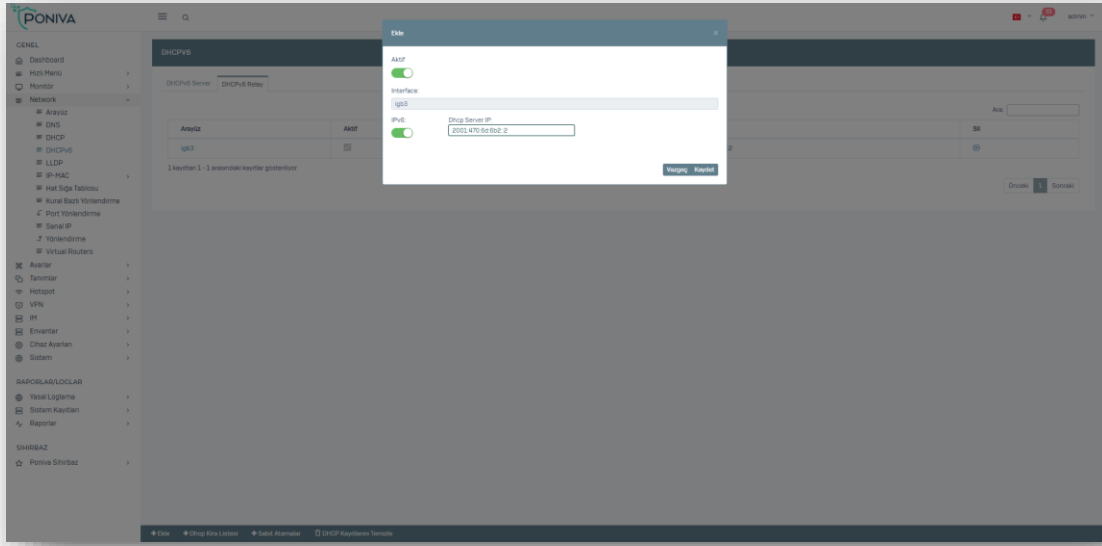 PONIVA
admin
GENEL
Dashboard
Hızlı Menü
Monitör
Network
Arayüz
DNS
DHCP
DHCPv6
LLDP
IP-MAC
Hat Sığa Tablosu
Kural Bazlı Yönlendirme
Port Yönlendirme
Sanal IP
Yönlendirme
Virtual Routers
Ayarlar
Tanımlar
Hotspot
VPN
IM
Envanter
Cihaz Ayarları
Sistem
RAPORLAR/LOGLAR
Yasal Loglama
Sistem Kayıtları
Raporlar
SİHİRBAZ
Poniva Sihirbaz
DHCPV6
DHCPv6 Server DHCPv6 Relay
Ara:
Arayüz Aktif Sil
igb3 2
1 kayıttan 1 - 1 arasındaki kayıtlar gösteriliyor
Önceki 1 Sonraki
Ekle
Aktif
Interface:
igb3
IPv6: Dhcp Server IP:
2001:470:6d:6b2::2
Vazgeç Kaydet
Ekle Dhcp Kira Listesi Sabit Atamalar DHCP Kayıtlarını Temizle